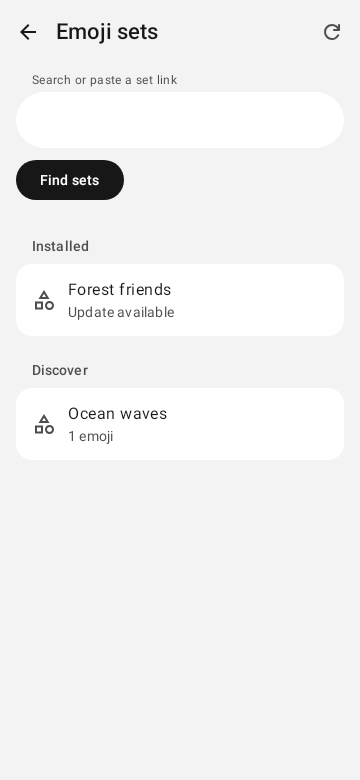 Emoji sets
Search or paste a set link
Find sets
Installed
Forest friends
Update available
Discover
Ocean waves
1 emoji